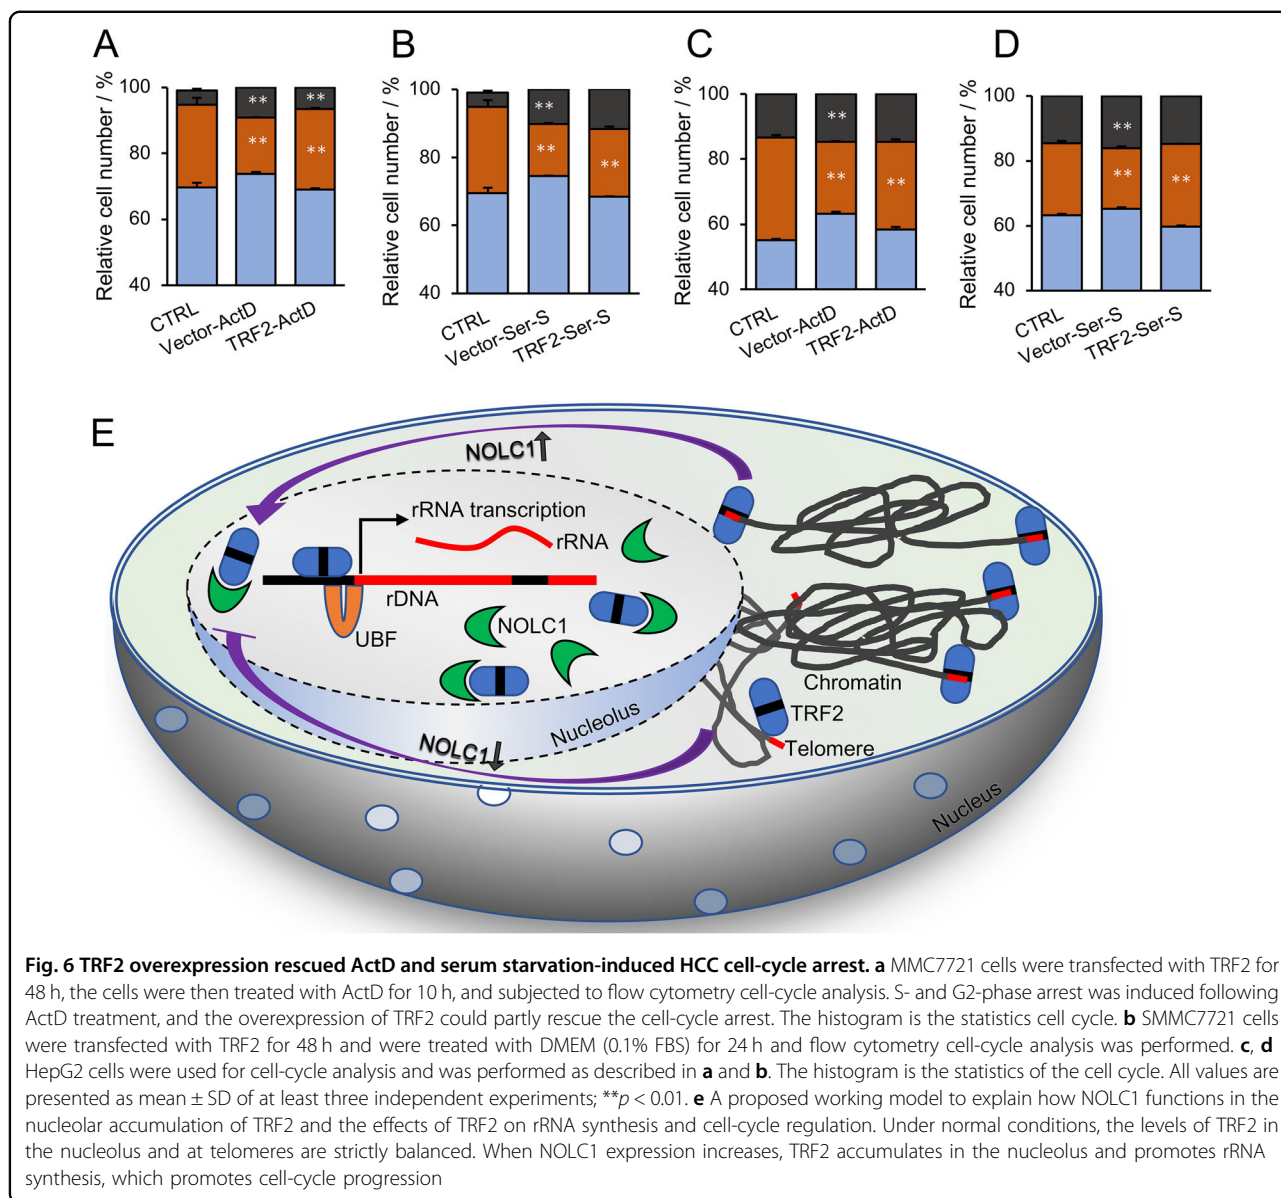 A
B
C
D
Relative cell number / %
100
80
60
40
**
**
**
**
CTRL
Vector-ActD
TRF2-ActD
Relative cell number / %
100
80
60
40
**
**
**
CTRL
Vector-Ser-S
TRF2-Ser-S
Relative cell number / %
100
80
60
40
**
**
**
CTRL
Vector-ActD
TRF2-ActD
Relative cell number / %
100
80
60
40
**
**
**
CTRL
Vector-Ser-S
TRF2-Ser-S
E
NOLC1
rRNA transcription
rRNA
rDNA
UBF
NOLC1
Chromatin
TRF2
Telomere
Nucleolus
NOLC1
Nucleus
Fig. 6 TRF2 overexpression rescued ActD and serum starvation-induced HCC cell-cycle arrest. a MMC7721 cells were transfected with TRF2 for
48 h, the cells were then treated with ActD for 10 h, and subjected to flow cytometry cell-cycle analysis. S- and G2-phase arrest was induced following
ActD treatment, and the overexpression of TRF2 could partly rescue the cell-cycle arrest. The histogram is the statistics cell cycle. b SMMC7721 cells
were transfected with TRF2 for 48 h and were treated with DMEM (0.1% FBS) for 24 h and flow cytometry cell-cycle analysis was performed. c, d
HepG2 cells were used for cell-cycle analysis and was performed as described in a and b. The histogram is the statistics of the cell cycle. All values are
presented as mean ± SD of at least three independent experiments; **p < 0.01. e A proposed working model to explain how NOLC1 functions in the
nucleolar accumulation of TRF2 and the effects of TRF2 on rRNA synthesis and cell-cycle regulation. Under normal conditions, the levels of TRF2 in
the nucleolus and at telomeres are strictly balanced. When NOLC1 expression increases, TRF2 accumulates in the nucleolus and promotes rRNA
synthesis, which promotes cell-cycle progression